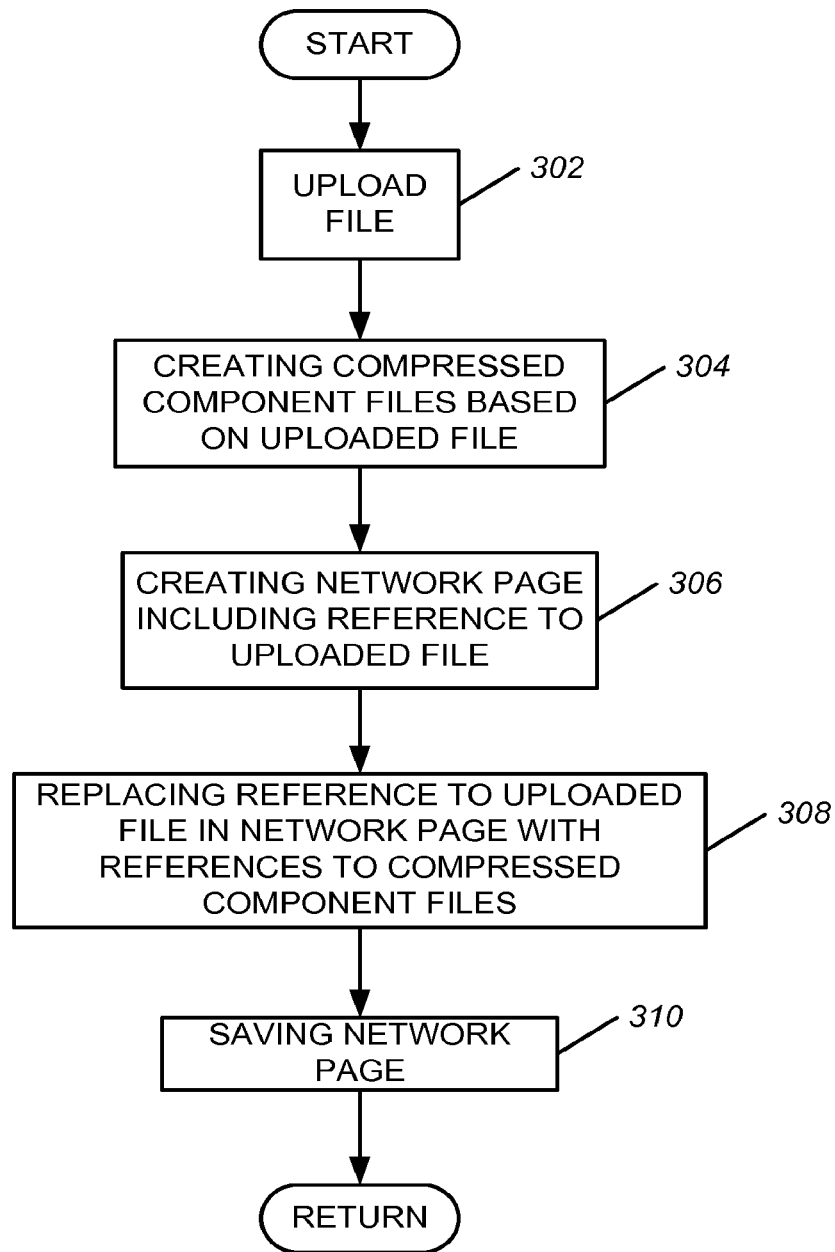 START
302
UPLOAD
FILE
304
CREATING COMPRESSED
COMPONENT FILES BASED
ON UPLOADED FILE
306
CREATING NETWORK PAGE
INCLUDING REFERENCE TO
UPLOADED FILE
308
REPLACING REFERENCE TO UPLOADED
FILE IN NETWORK PAGE WITH
REFERENCES TO COMPRESSED
COMPONENT FILES
310
SAVING NETWORK
PAGE
RETURN